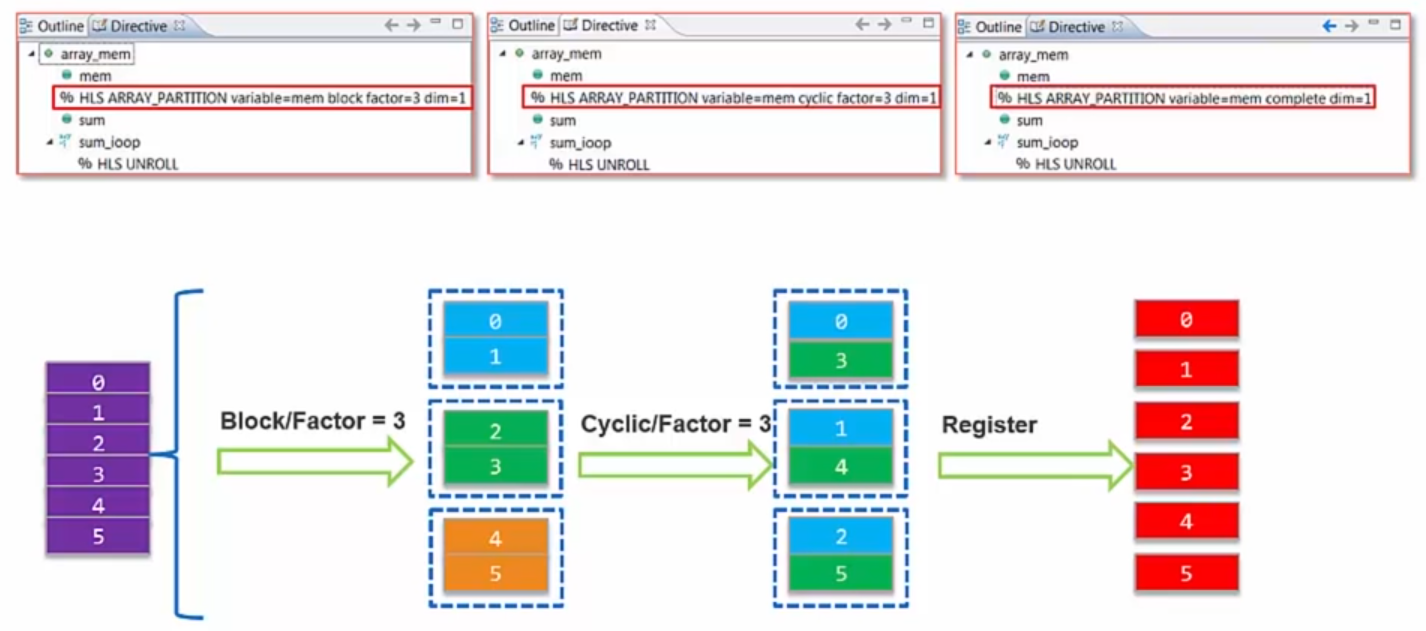 Outline Directive
array_mem
mem
% HLS ARRAY_PARTITION variable=mem block factor=3 dim=1
sum
sum_ioop
% HLS UNROLL
Outline Directive
array_mem
mem
% HLS ARRAY_PARTITION variable=mem cyclic factor=3 dim=1
sum
sum_ioop
% HLS UNROLL
Outline Directive
array_mem
mem
% HLS ARRAY_PARTITION variable=mem complete dim=1
sum
sum_ioop
% HLS UNROLL
0
1
2
3
4
5
Block/Factor = 3
0
1
2
3
4
5
Cyclic/Factor = 3
0
3
1
4
2
5
Register
0
1
2
3
4
5